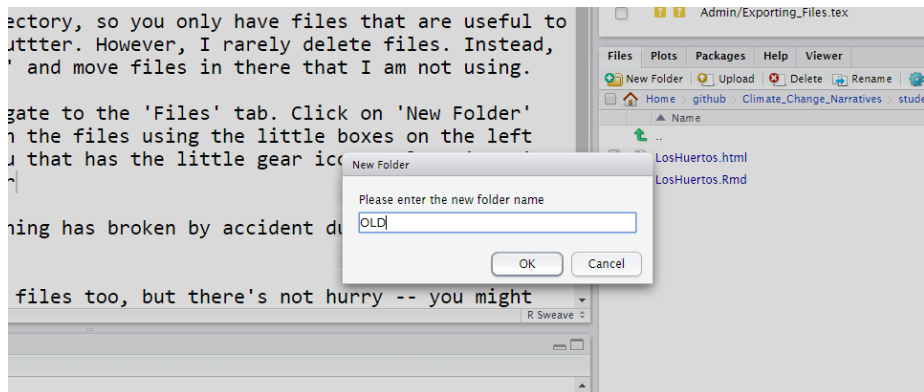 ectory, so you only have files that are useful to
uttter. However, I rarely delete files. Instead,
' and move files in there that I am not using.
gate to the 'Files' tab. Click on 'New Folder'
the files using the little boxes on the left
that has the little gear
ning has broken by accident
files too, but there's not hurry -- you might
R Sweave
New Folder
Please enter the new folder name
OLD
OK
Cancel
Admin/Exporting_Files.tex
Files Plots Packages Help Viewer
New Folder Upload Delete Rename
Home github Climate_Change_Narratives stude
Name
..
LosHuertos.html
LosHuertos.Rmd